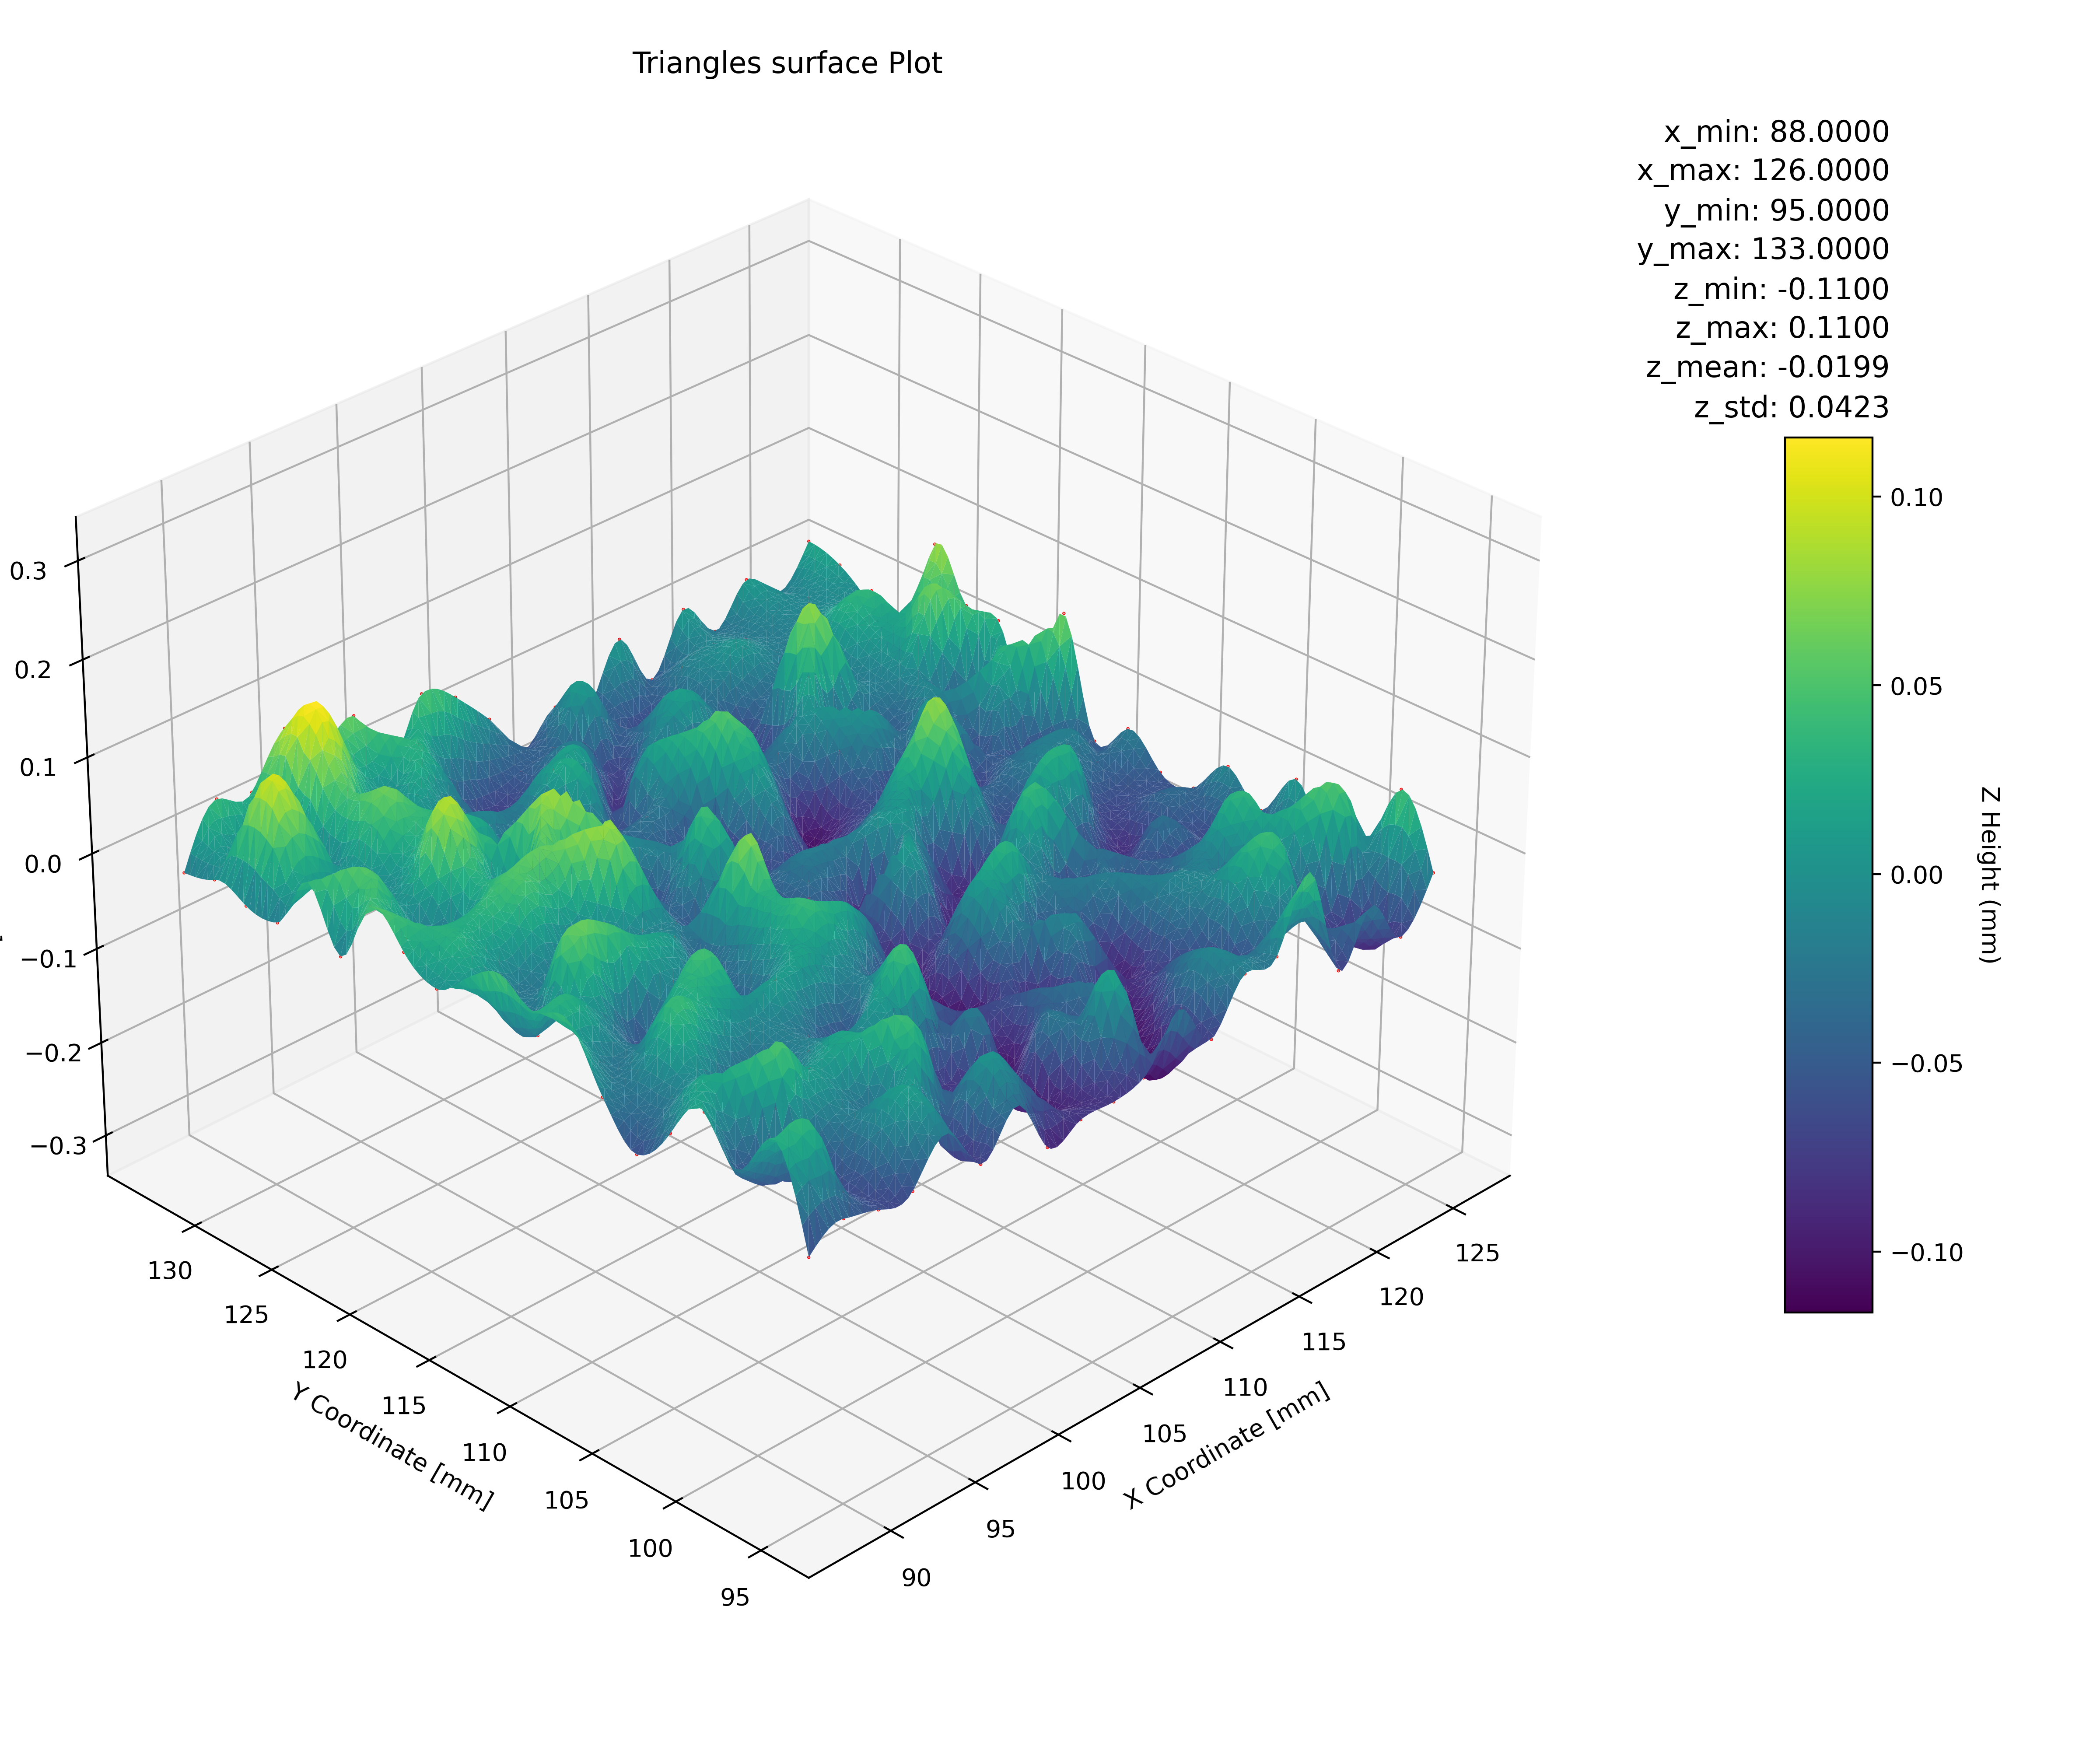 Triangles surface Plot
x_min: 88.0000
x_max: 126.0000
y_min: 95.0000
y_max: 133.0000
z_min: -0.1100
z_max: 0.1100
z_mean: -0.0199
z_std: 0.0423
0.3
0.2
0.1
0.0
−0.1
−0.2
−0.3
130
125
120
115
110
105
100
95
Y Coordinate [mm]
90
95
100
105
110
115
120
125
X Coordinate [mm]
0.10
0.05
0.00
−0.05
−0.10
Z Height (mm)